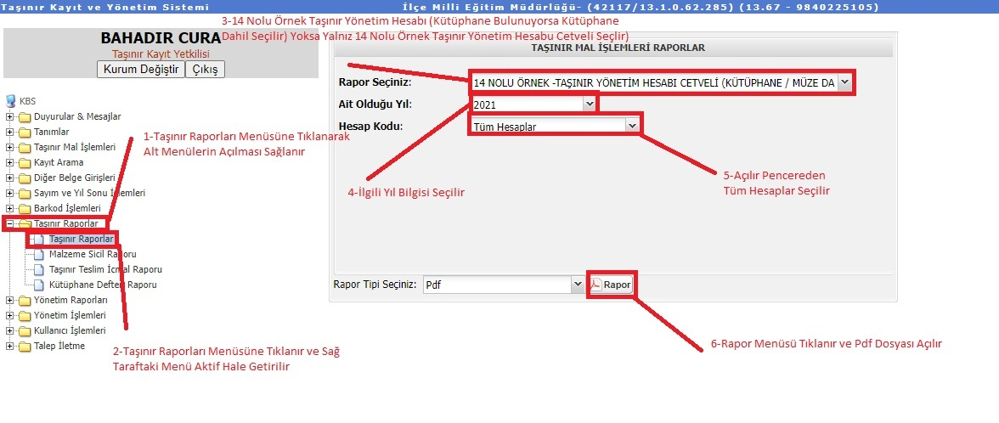 Taşınır Kayıt ve Yönetim Sistemi
İlçe Milli Eğitim Müdürlüğü- (42117/13.1.0.62.285) (13.67 - 9840225105)
3-14 Nolu Örnek Taşınır Yönetim Hesabı (Kütüphane Bulunuyorsa Kütüphane
Dahil Seçilir) Yoksa Yalnız 14 Nolu Örnek Taşınır Yönetim Hesabu Cetveli Seçlir)
BAHADIR CURA
Taşınır Kayıt Yetkilisi
Kurum Değiştir
Çıkış
TAŞINIR MAL İŞLEMLERİ RAPORLAR
Rapor Seçiniz:
14 NOLU ÖRNEK -TAŞINIR YÖNETİM HESABI CETVELİ (KÜTÜPHANE / MÜZE DA
Ait Olduğu Yıl:
2021
Hesap Kodu:
Tüm Hesaplar
KBS
Duyurular & Mesajlar
Tanımlar
Taşınır Mal İşlemleri
Kayıt Arama
Diğer Belge Girişleri
Sayım ve Yıl Sonu İşlemleri
Barkod İşlemleri
Taşınır Raporlar
Taşınır Raporlar
Malzeme Sicil Raporu
Taşınır Teslim İcmal Raporu
Kütüphane Defteri Raporu
Yönetim Raporları
Yönetim İşlemleri
Kullanıcı İşlemleri
Talep İletme
1-Taşınır Raporları Menüsüne Tıklanarak
Alt Menülerin Açılması Sağlanır
4-İlgili Yıl Bilgisi Seçilir
5-Açılır Pencereden
Tüm Hesaplar Seçilir
Rapor Tipi Seçiniz:
Pdf
Rapor
2-Taşınır Raporları Menüsüne Tıklanır ve Sağ
Taraftaki Menü Aktif Hale Getirilir
6-Rapor Menüsü Tıklanır ve Pdf Dosyası Açılır